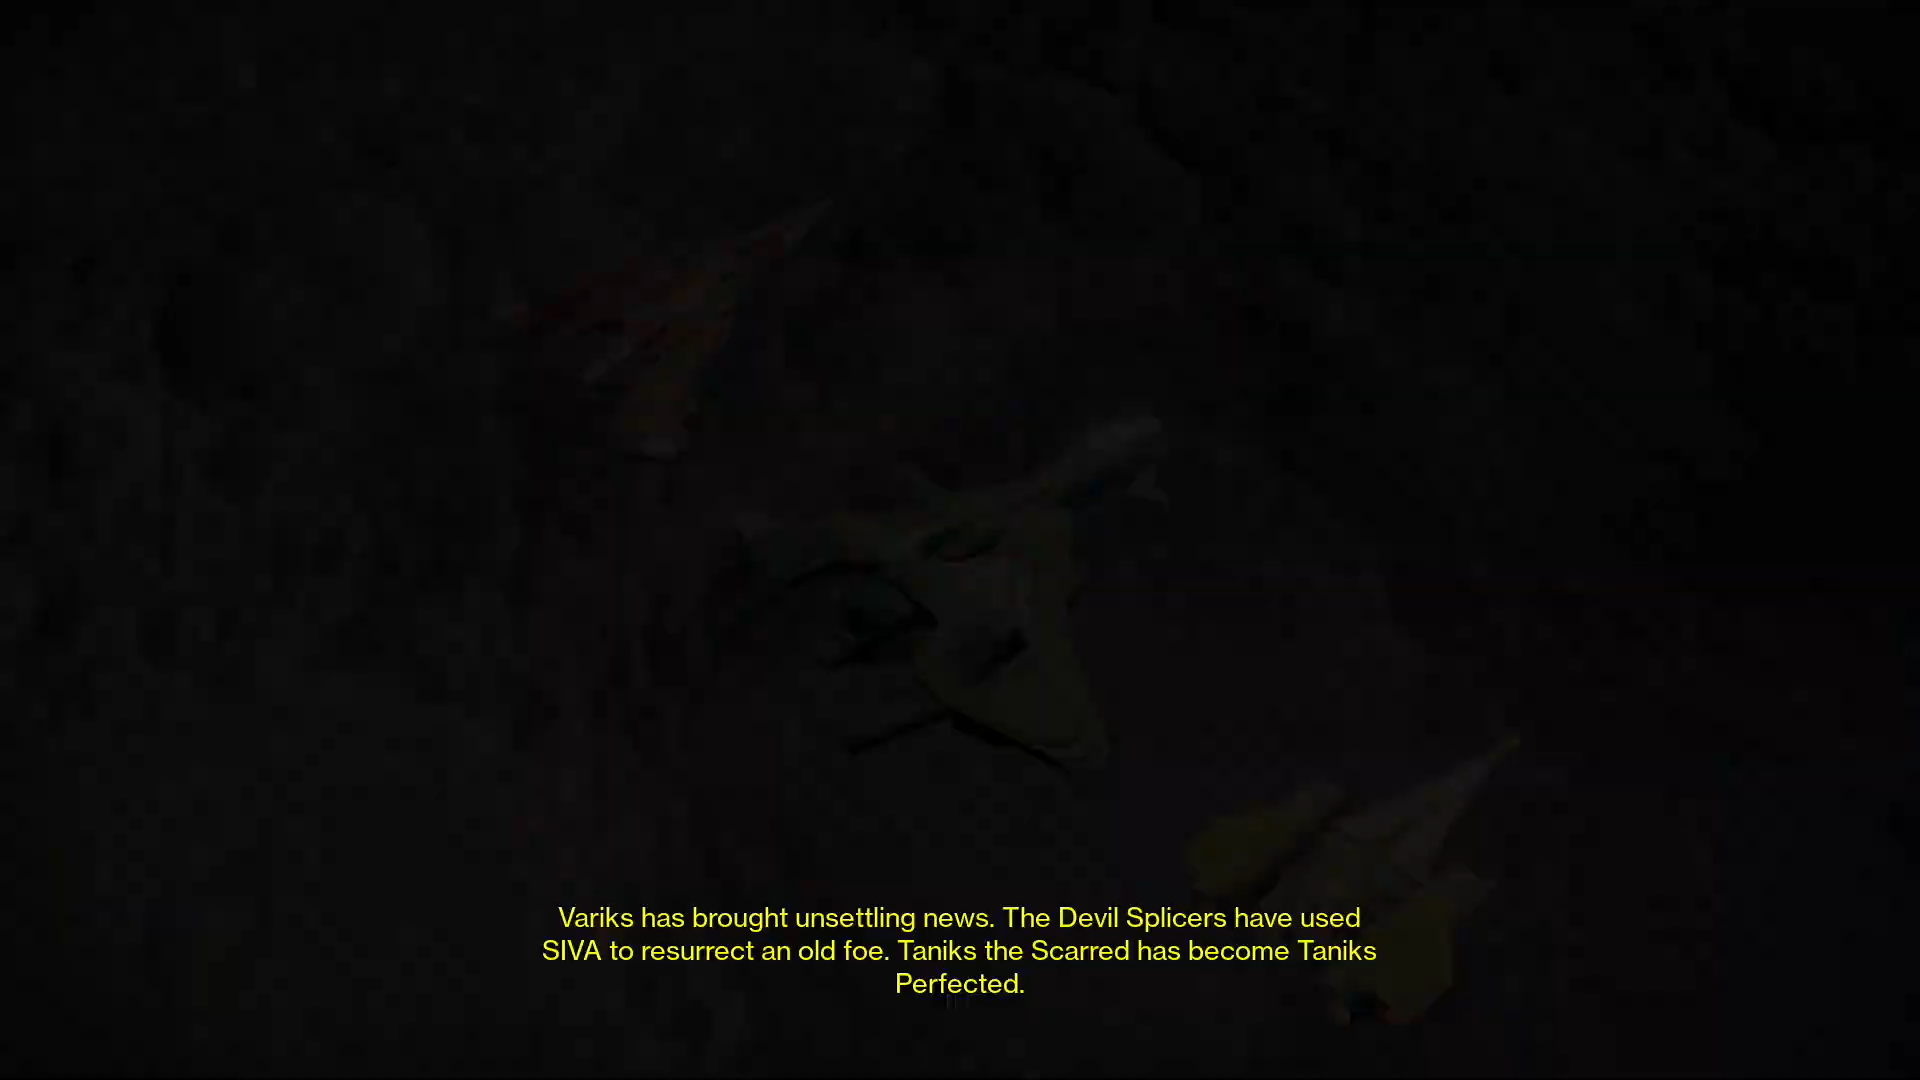 Variks has brought unsettling news. The Devil Splicers have used
SIVA to resurrect an old foe. Taniks the Scarred has become Taniks
Perfected.